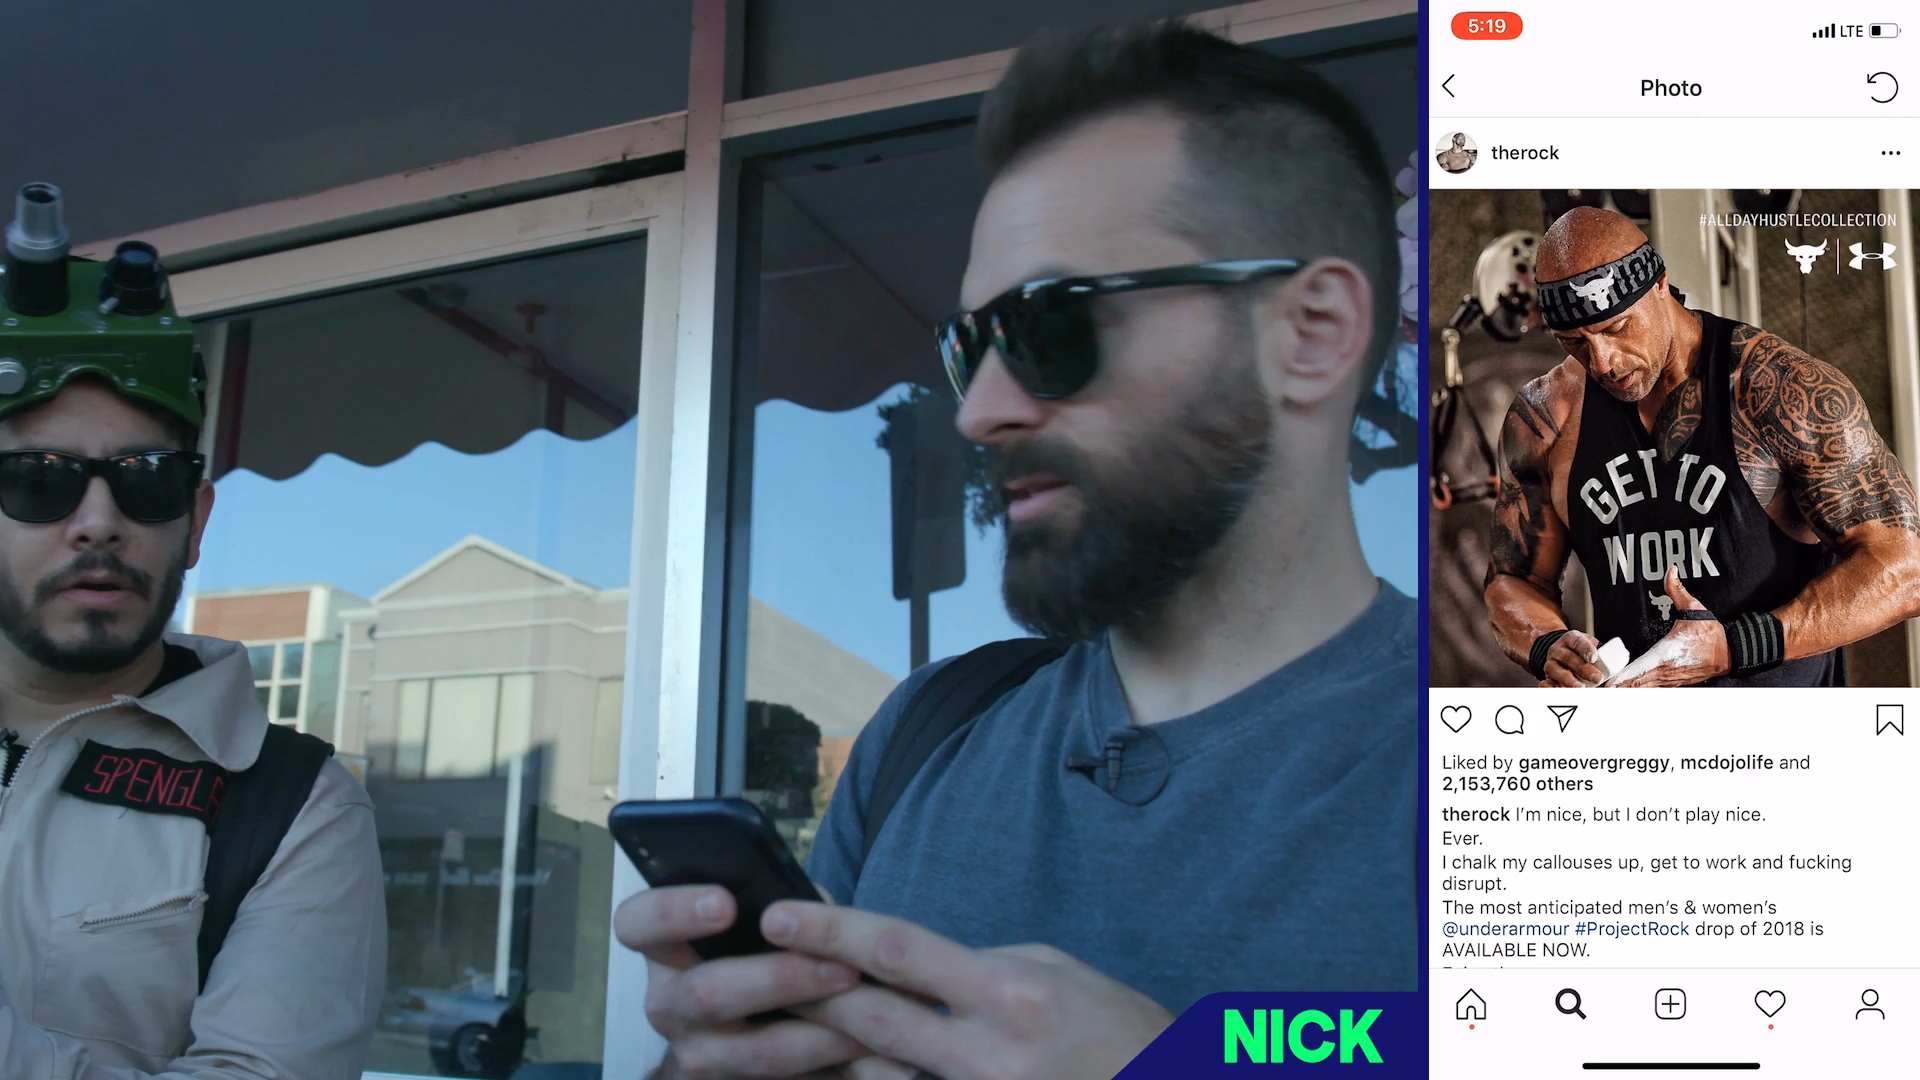 SPENGL
NICK
5:19
LTE
Photo
therock
#ALLDAYHUSTLECOLLECTION
GET TO
WORK
Liked by gameovergreggy, mcdojolife and
2,153,760 others
therock I'm nice, but I don't play nice.
Ever.
I chalk my callouses up, get to work and fucking
disrupt.
The most anticipated men's & women's
@underarmour #ProjectRock drop of 2018 is
AVAILABLE NOW.